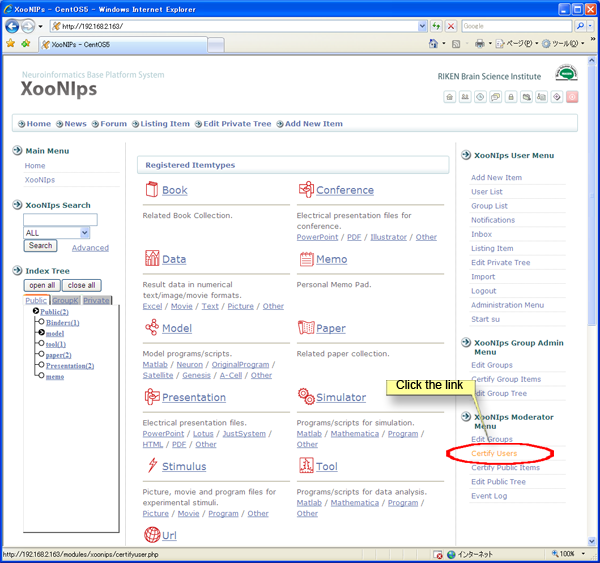 XooNIPs - CentOS5 - Windows Internet Explorer
http://192.168.2.163/
Google
XooNIPs - CentOS5
ページ(P)
ツール(O)
Neuroinformatics Base Platform System
XooNIps
RIKEN Brain Science Institute
Home
News
Forum
Listing Item
Edit Private Tree
Add New Item
Main Menu
Home
XooNIPs
XooNIps Search
ALL
Search
Advanced
Index Tree
open all
close all
Public
GroupK
Private
Public(2)
Binders(1)
model
tool(1)
paper(2)
Presentation(2)
memo
Registered Itemtypes
Book
Related Book Collection.
Conference
Electrical presentation files for
conference.
PowerPoint / PDF / Illustrator / Other
Data
Result data in numerical
text/image/movie formats.
Excel / Movie / Text / Picture / Other
Memo
Personal Memo Pad.
Model
Model programs/scripts.
Matlab / Neuron / OriginalProgram /
Satellite / Genesis / A-Cell / Other
Paper
Related paper collection.
Presentation
Electrical presentation files.
PowerPoint / Lotus / JustSystem /
HTML / PDF / Other
Simulator
Programs/scripts for simulation.
Matlab / Mathematica / Program /
Other
Stimulus
Picture, movie and program files for
experimental stimuli.
Picture / Movie / Program / Other
Tool
Programs/scripts for data analysis.
Matlab / Mathematica / Program /
Other
Url
XooNIps User Menu
Add New Item
User List
Group List
Notifications
Inbox
Listing Item
Edit Private Tree
Import
Logout
Administration Menu
Start su
XooNIps Group Admin
Menu
Edit Groups
Certify Group Items
Edit Group Tree
Click the link
XooNIps Moderator
Menu
Edit Groups
Certify Users
Certify Public Items
Edit Public Tree
Event Log
http://192.168.2.163/modules/xoonips/certifyuser.php
インターネット
100%